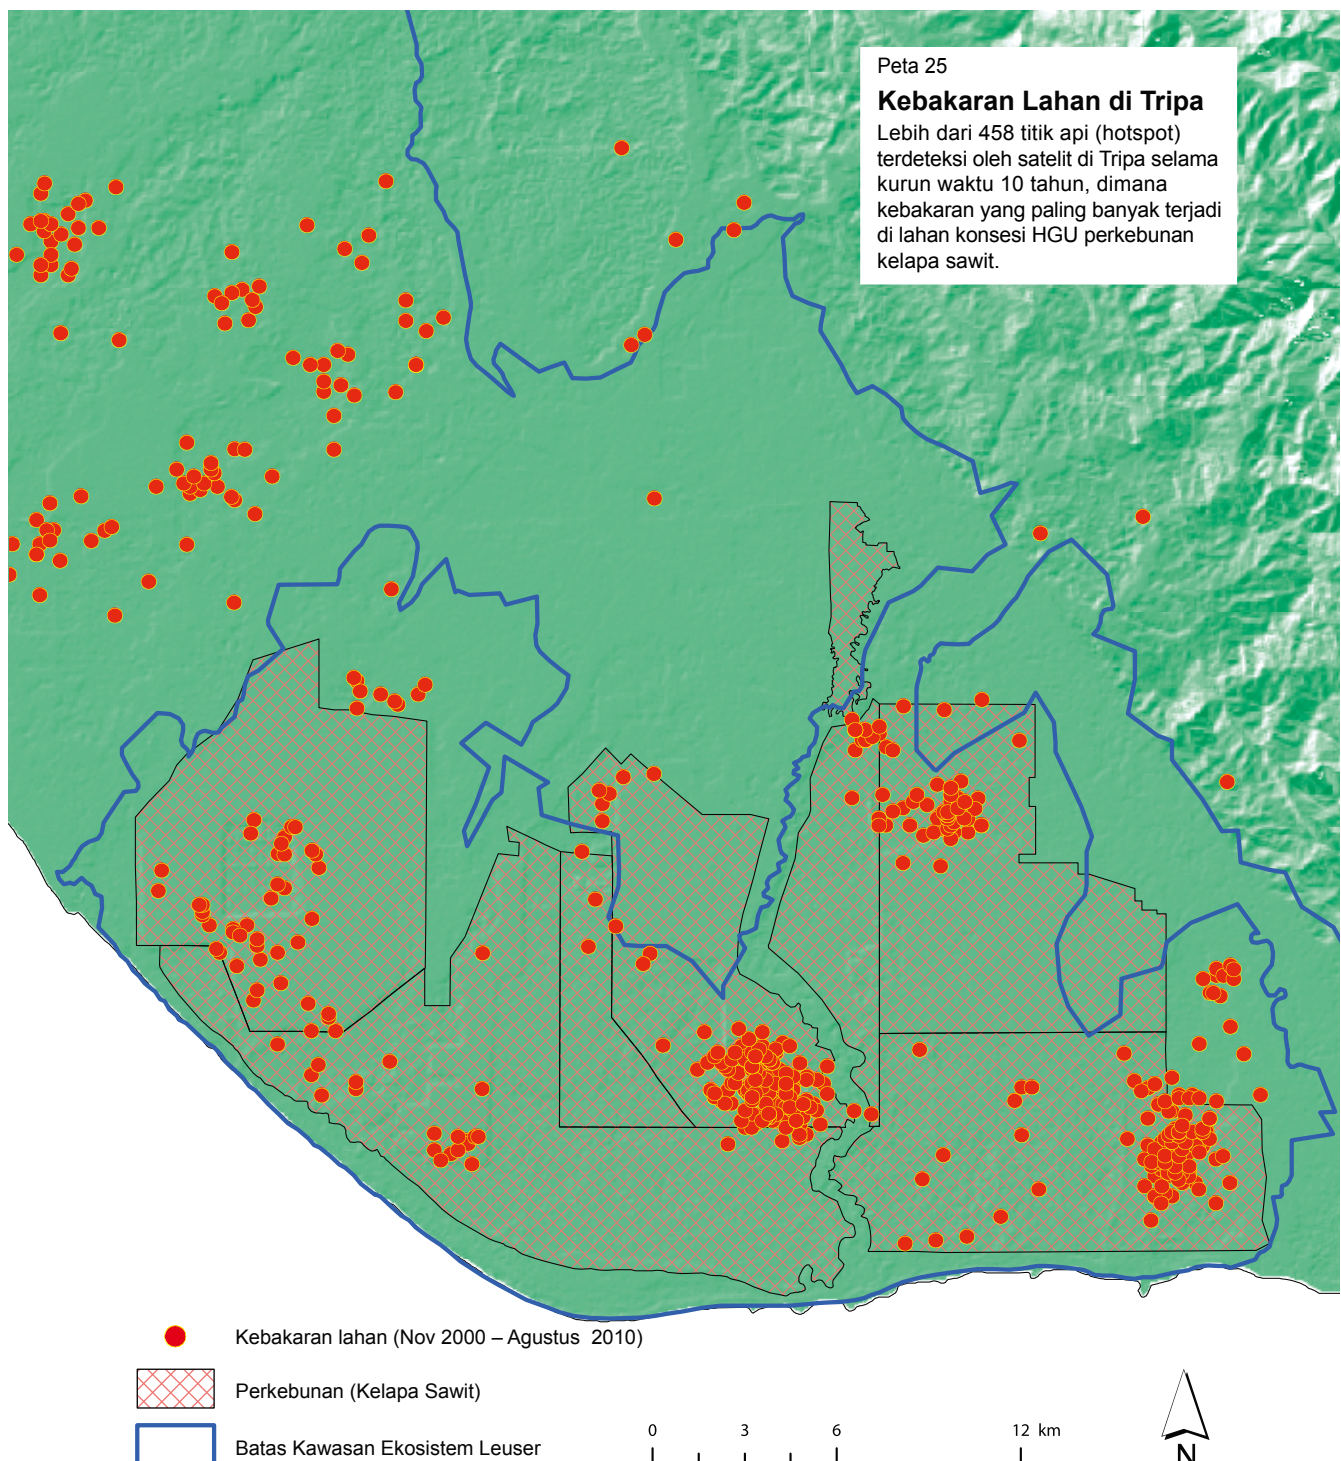 Peta 25
Kebakaran Lahan di Tripa
Lebih dari 458 titik api (hotspot)
terdeteksi oleh satelit di Tripa selama
kurun waktu 10 tahun, dimana
kebakaran yang paling banyak terjadi
di lahan konsesi HGU perkebunan
kelapa sawit.
Kebakaran lahan (Nov 2000 – Agustus 2010)
Perkebunan (Kelapa Sawit)
Batas Kawasan Ekosistem Leuser
0 3 6 12 km
N